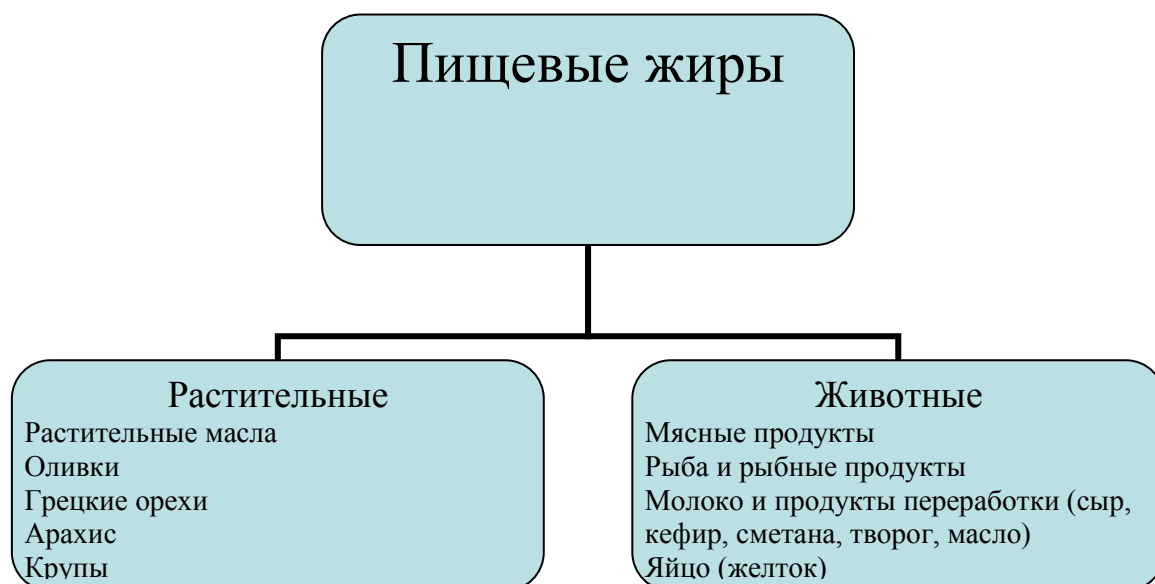 Пищевые жиры
Растительные
Растительные масла
Оливки
Грецкие орехи
Арахис
Крупы
Животные
Мясные продукты
Рыба и рыбные продукты
Молоко и продукты переработки (сыр,
кефир, сметана, творог, масло)
Яйцо (желток)